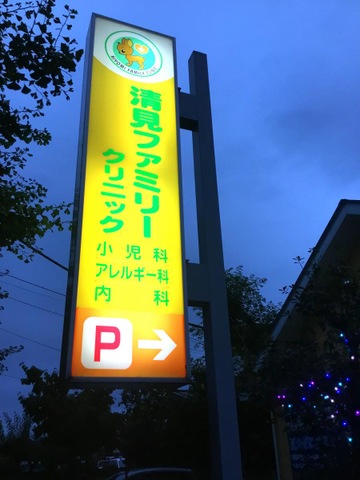 清見ファミリー
クリニック
小児科
アレルギー科
内科
P